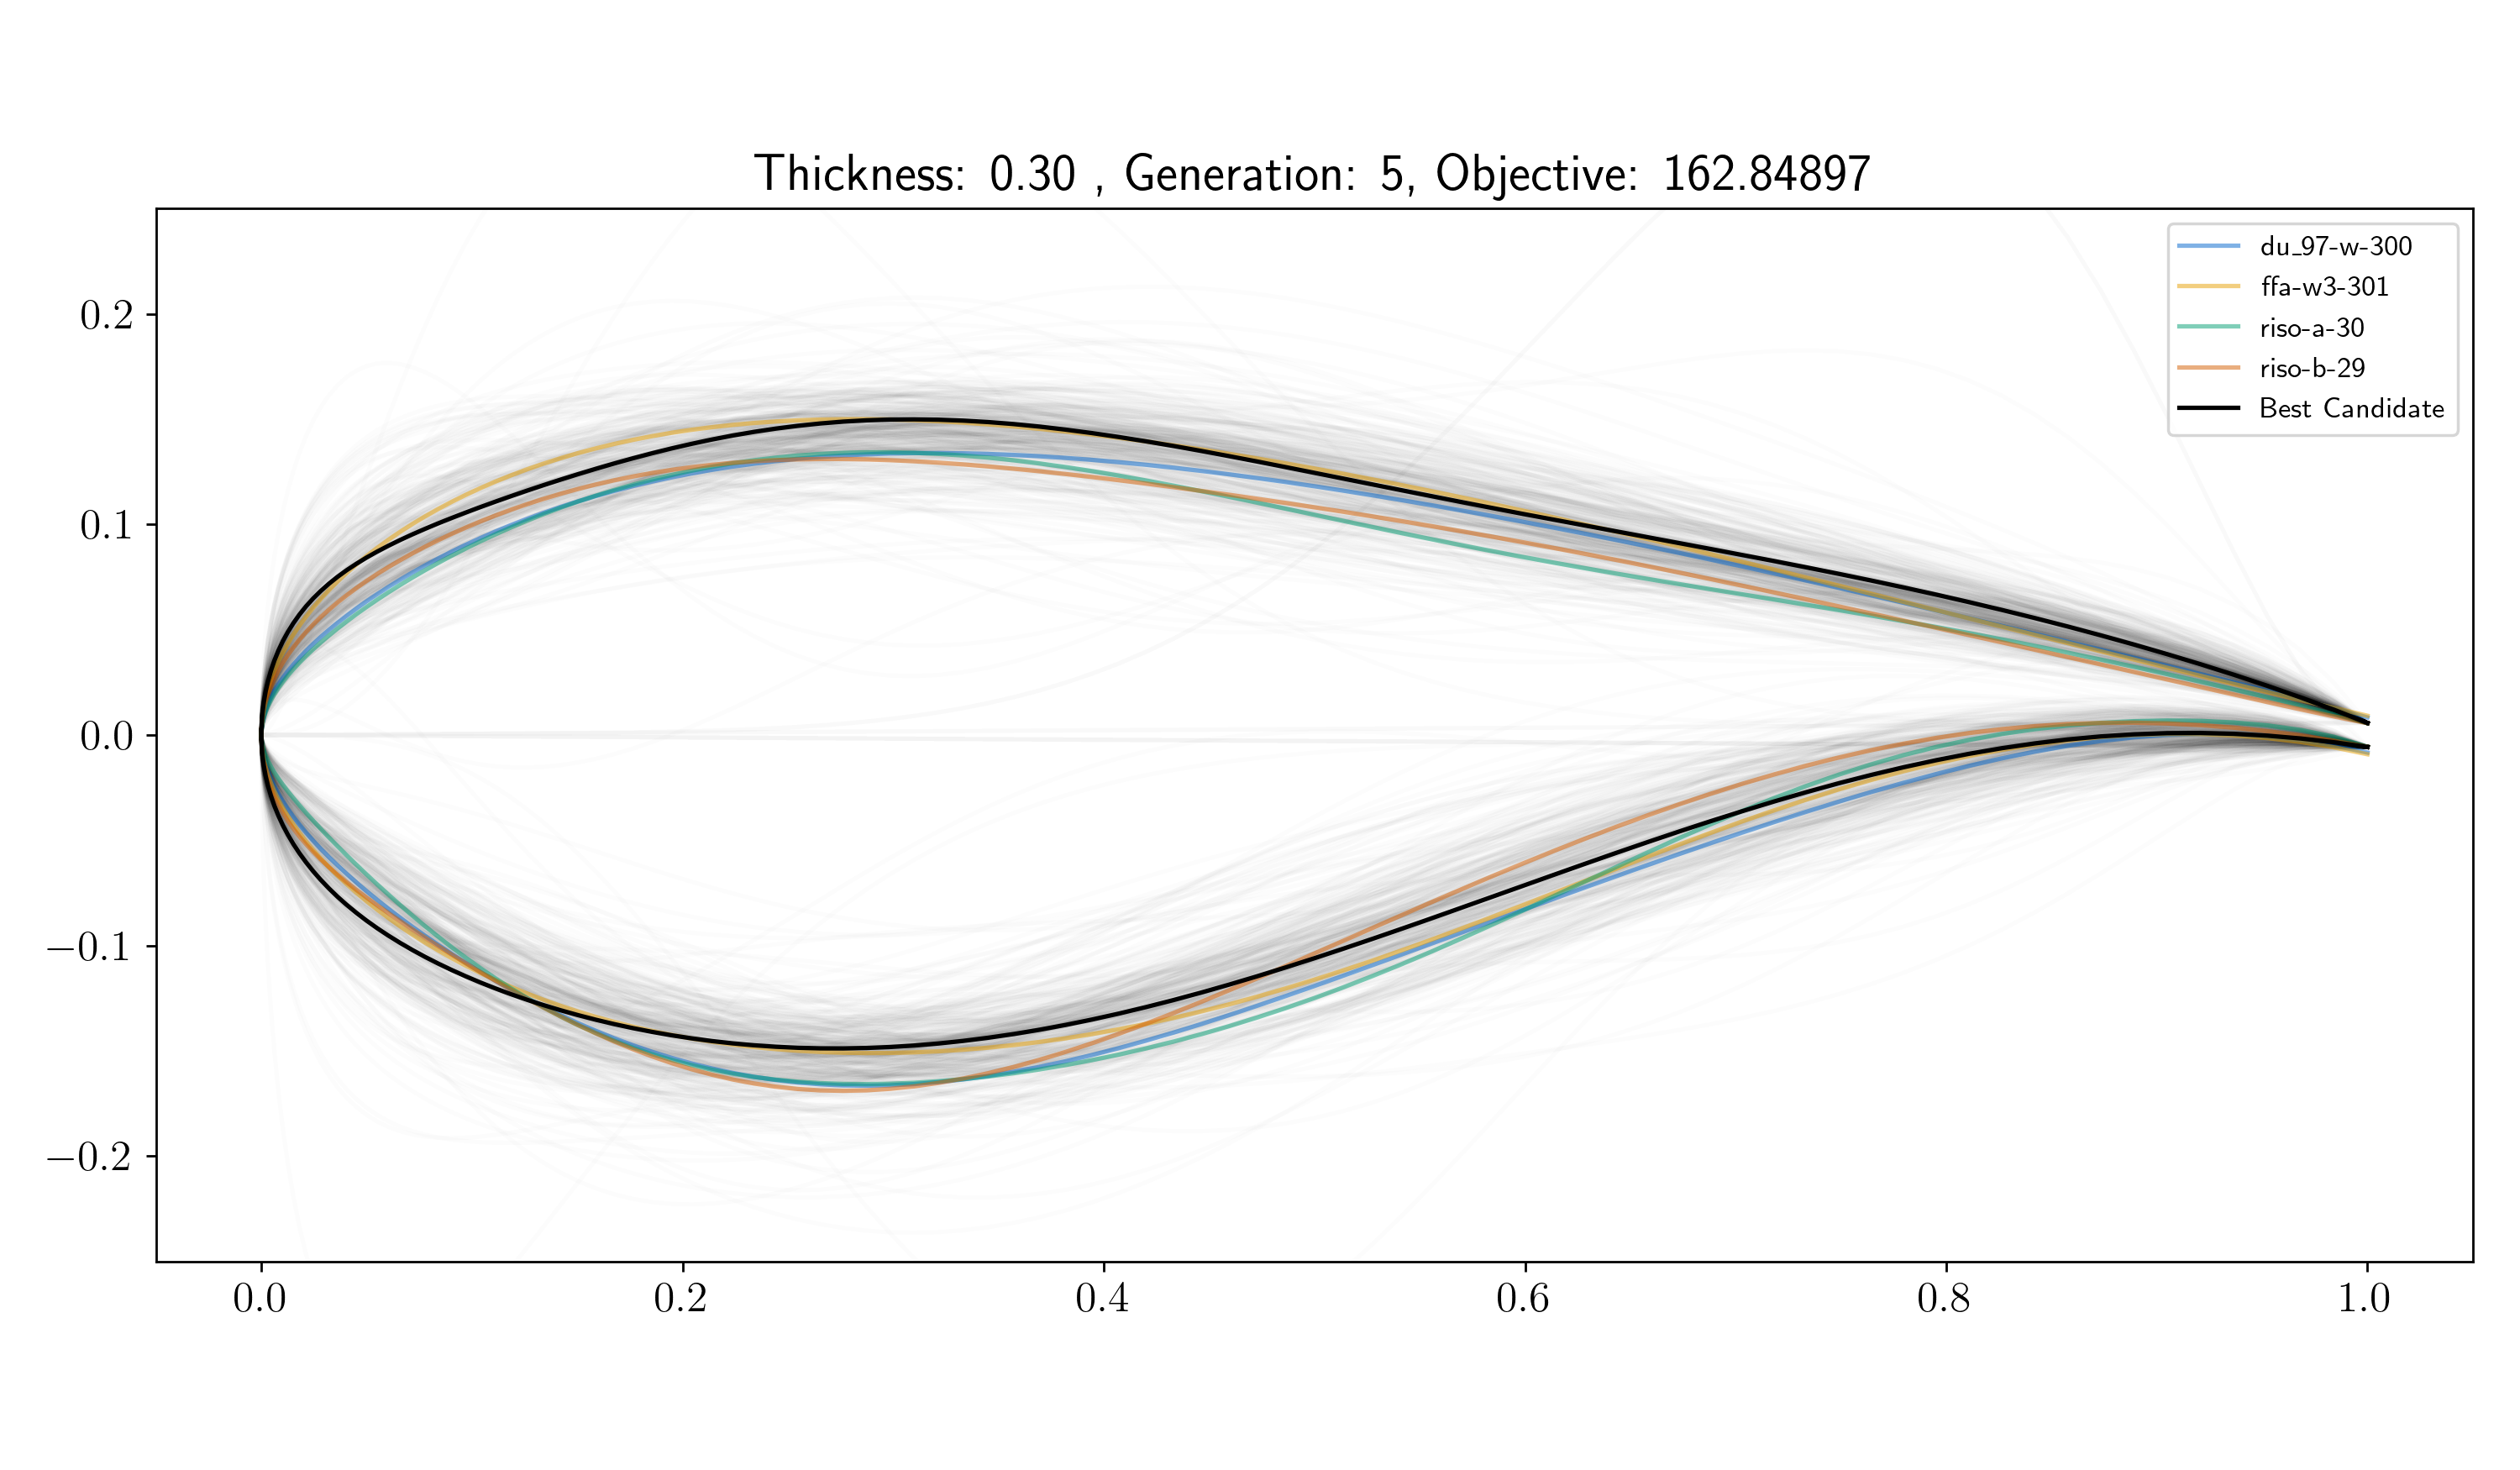 Thickness: 0.30 , Generation: 5, Objective: 162.84897
du_97-w-300
ffa-w3-301
riso-a-30
riso-b-29
Best Candidate
0.2
0.1
0.0
−0.1
−0.2
0.0 0.2 0.4 0.6 0.8 1.0